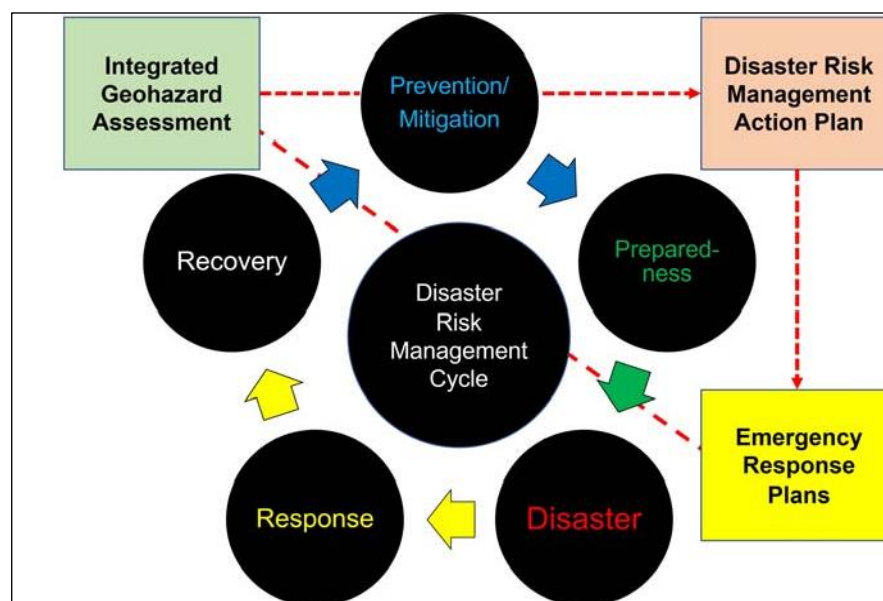 Integrated
Geohazard
Assessment
Prevention/
Mitigation
Disaster Risk
Management
Action Plan
Recovery
Prepared-
ness
Disaster
Risk
Management
Cycle
Emergency
Response
Plans
Response
Disaster